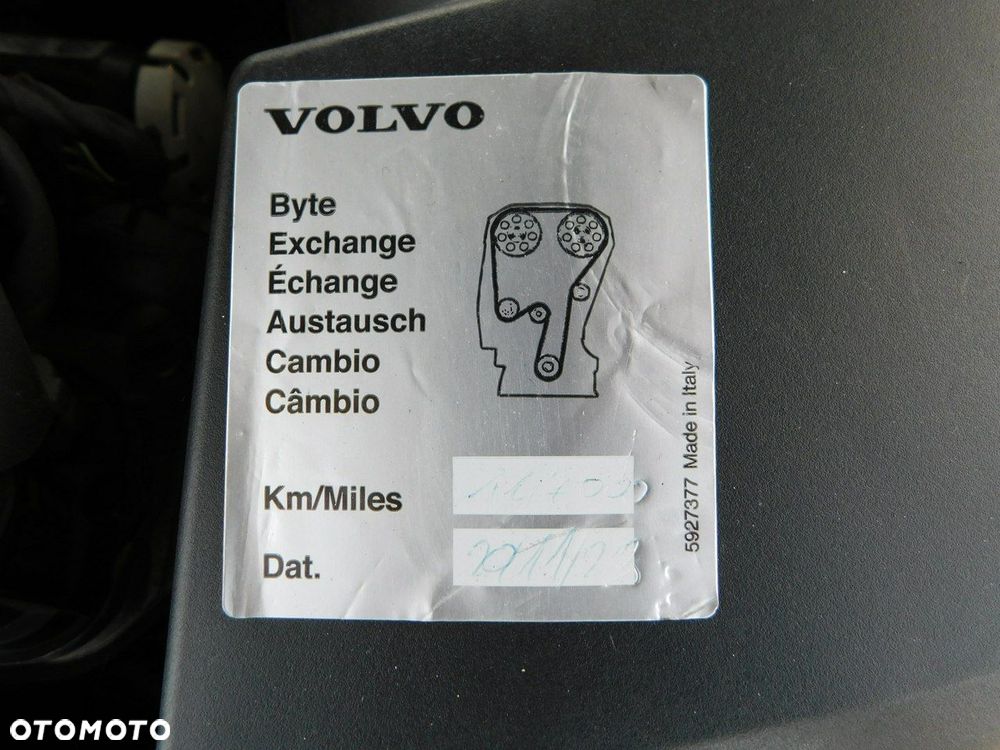 VOLVO
Byte
Exchange
Échange
Austausch
Cambio
Câmbio
Km/Miles
Dat.
5927377 Made in Italy
OTOMOTO